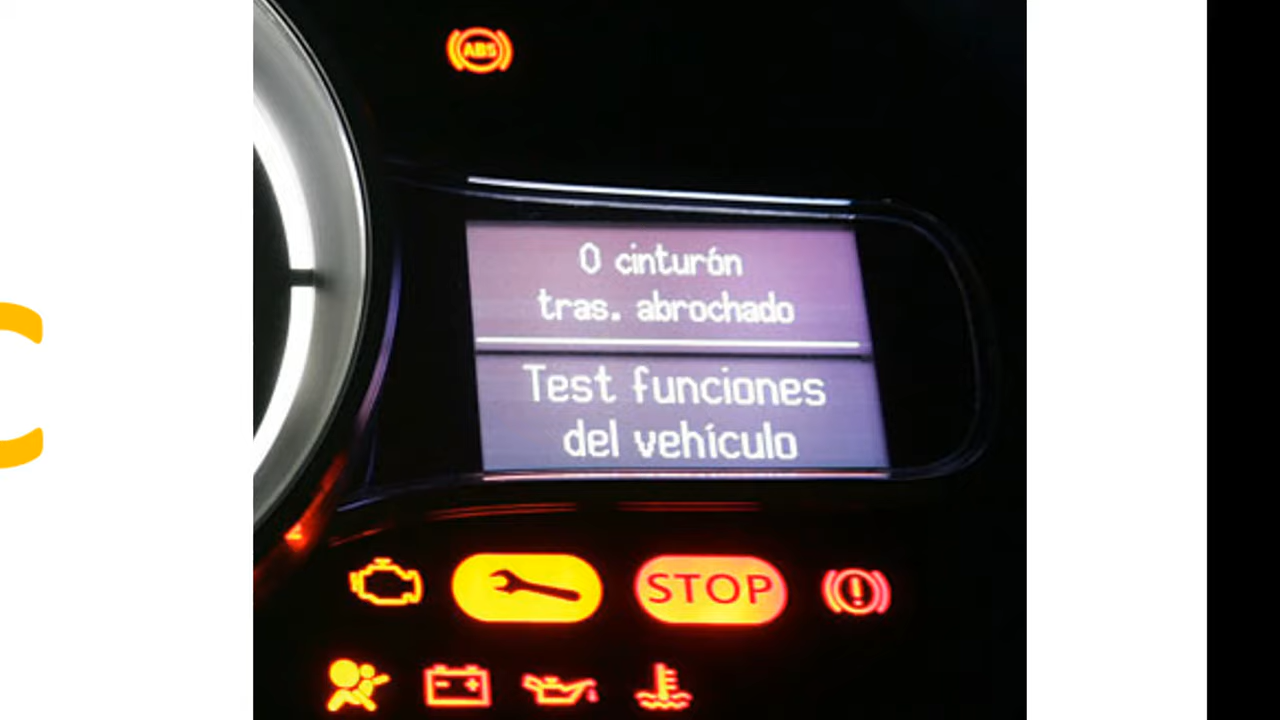 ABS
0 cinturón
tras. abrochado
Test funciones
del vehículo
STOP